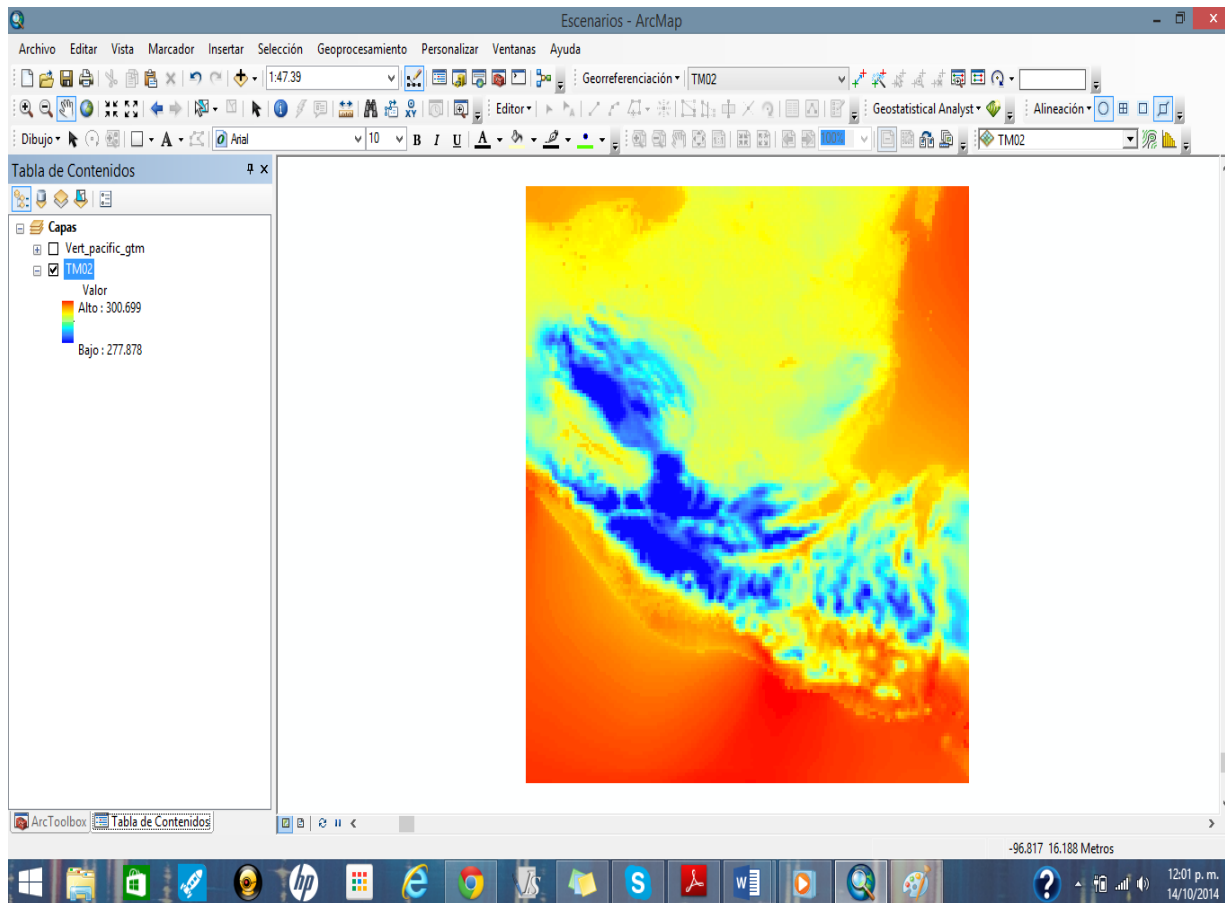 Escenarios - ArcMap
Archivo Editar Vista Marcador Insertar Selección Geoprocesamiento Personalizar Ventanas Ayuda
1:47.39 Georreferenciación TM02
Editor Geostatistical Analyst Alineación
Dibujo A Arial 10 B I U A 100% TM02
Tabla de Contenidos
Capas
Vert_pacific_gtm
TM02
Valor
Alto : 300.699
Bajo : 277.878
ArcToolbox Tabla de Contenidos
-96.817 16.188 Metros
hp
12:01 p. m.
14/10/2014